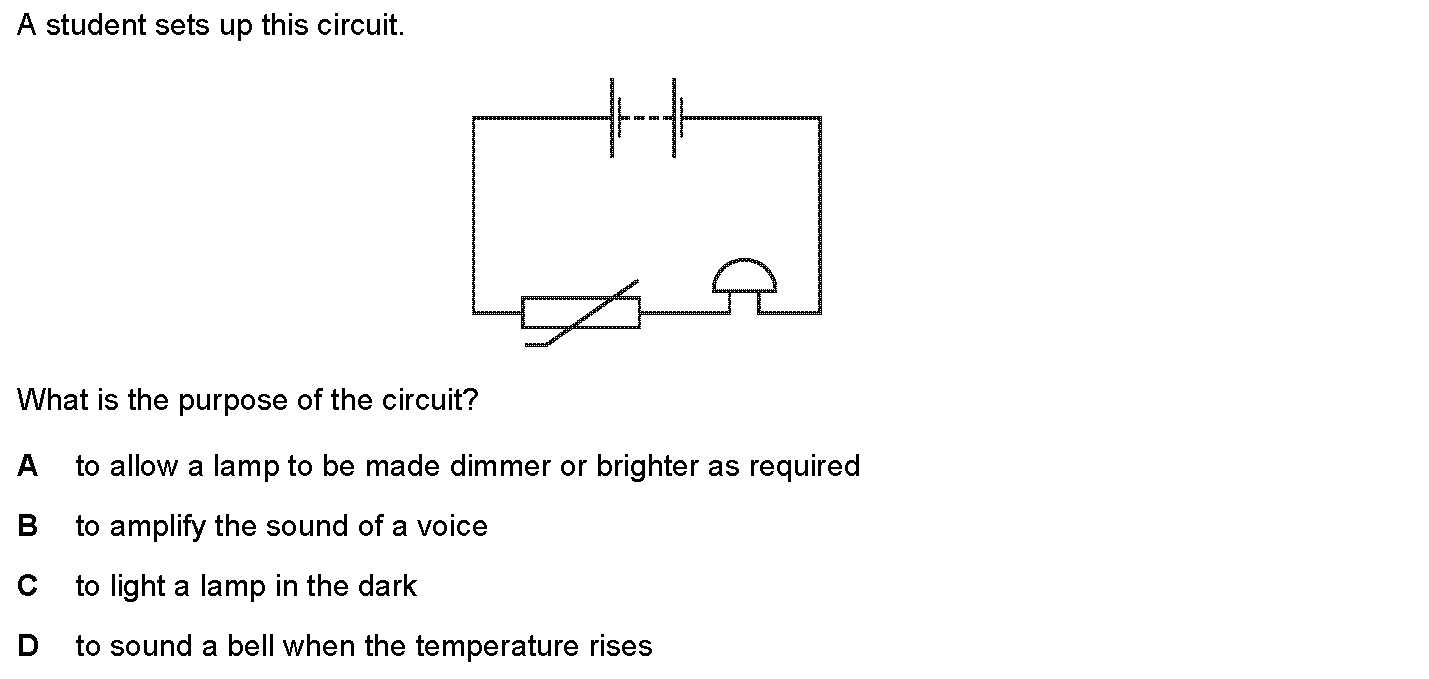 A student sets up this circuit.
What is the purpose of the circuit?
A to allow a lamp to be made dimmer or brighter as required
B to amplify the sound of a voice
C to light a lamp in the dark
D to sound a bell when the temperature rises